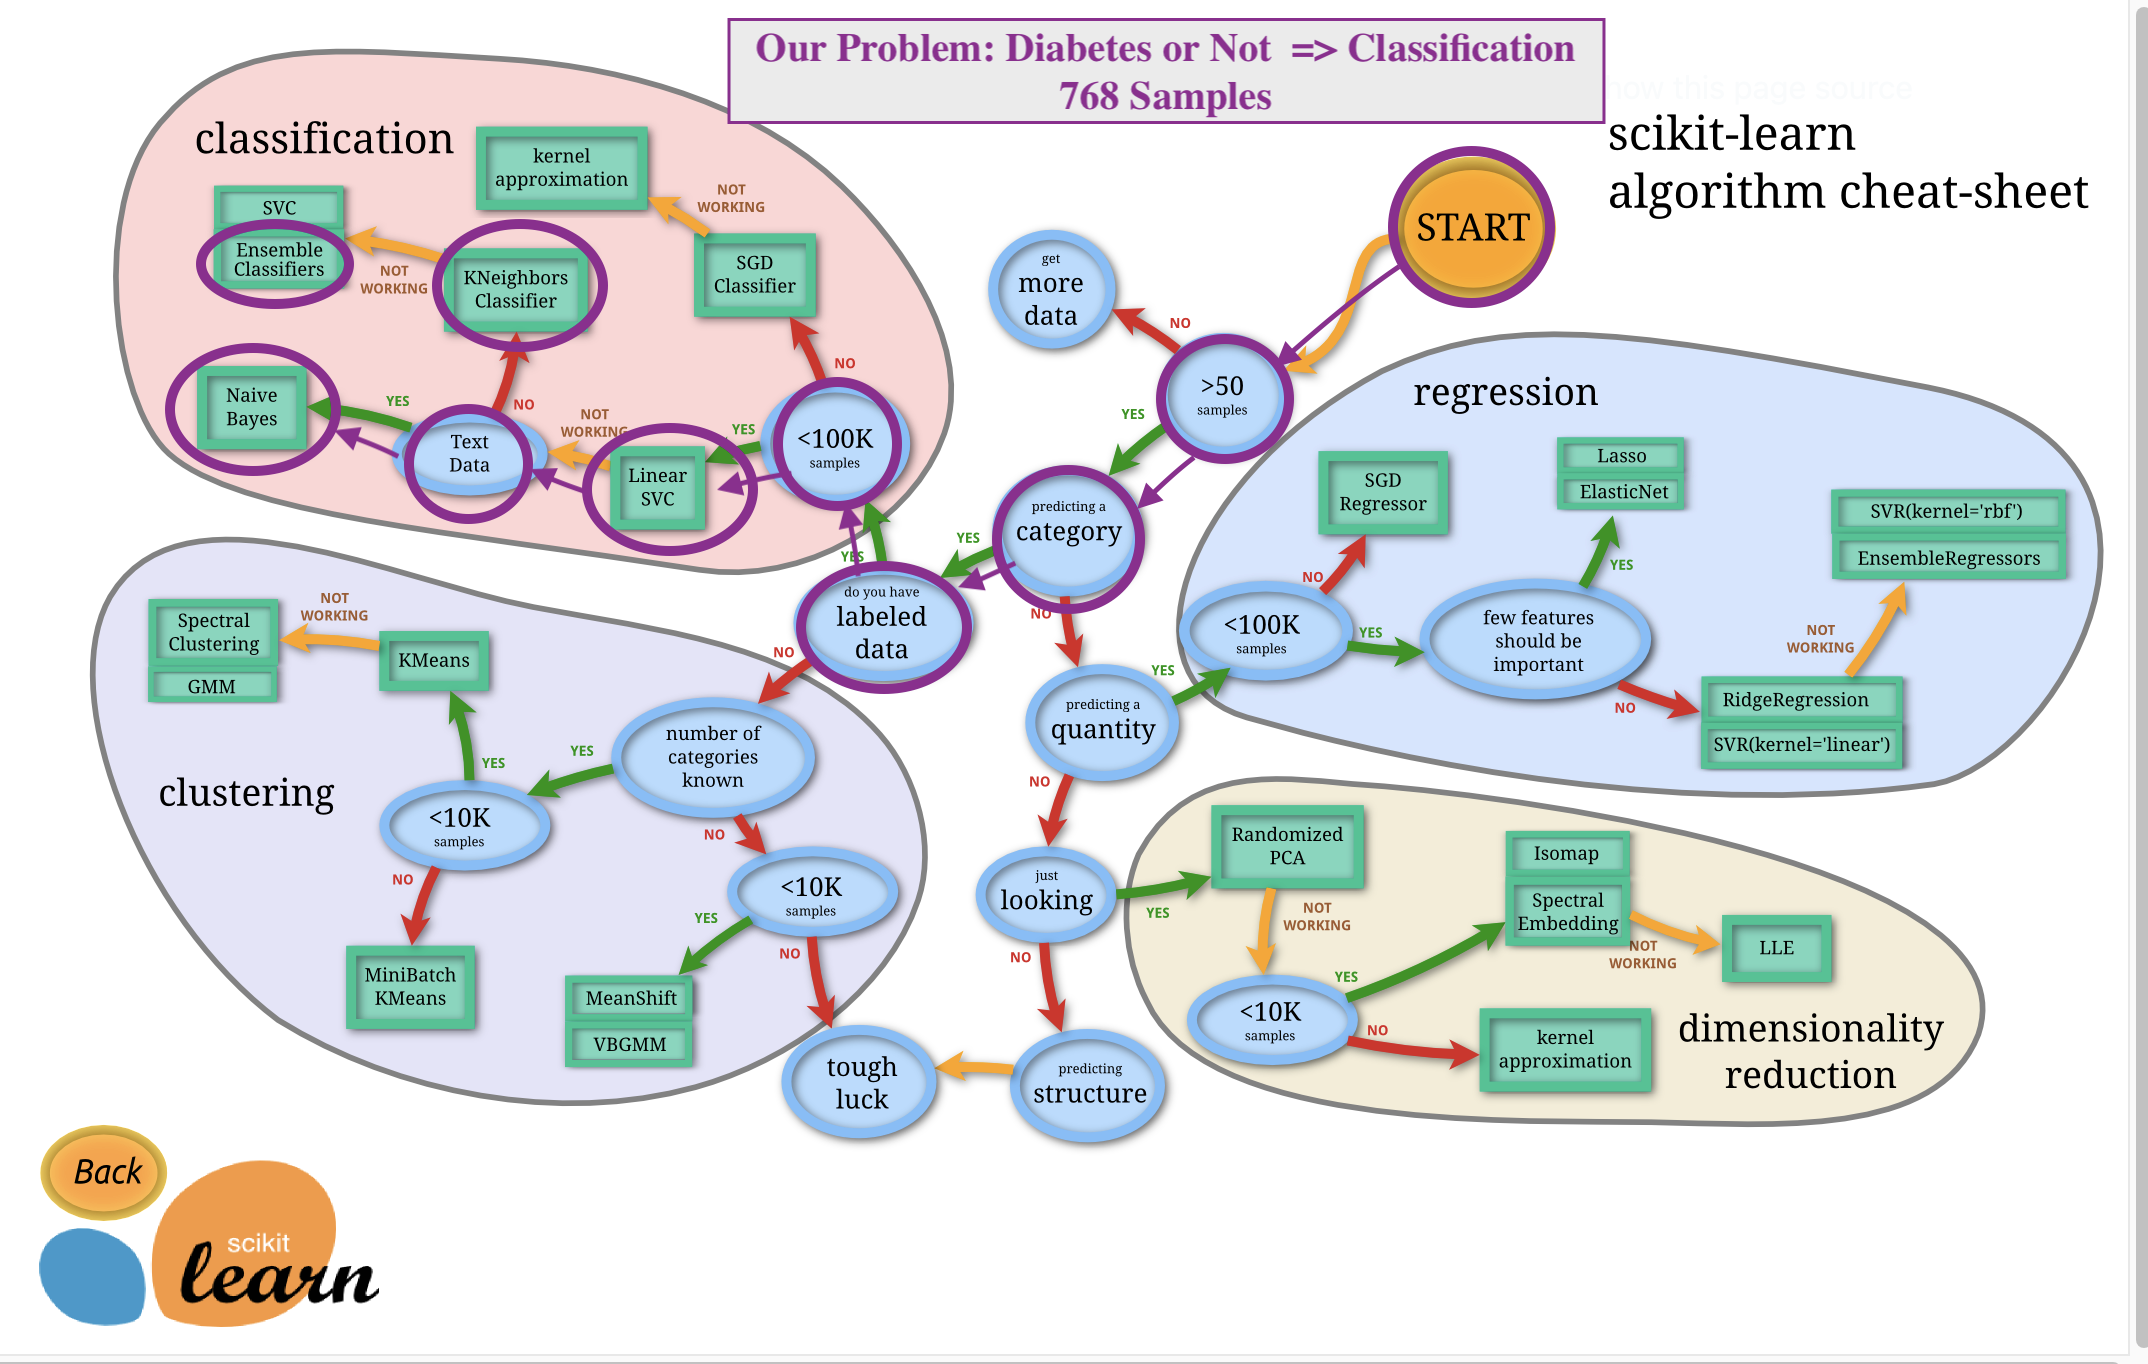 Our Problem: Diabetes or Not => Classification
768 Samples
how this page source
scikit-learn
algorithm cheat-sheet
classification
kernel
approximation
NOT
WORKING
SVC
Ensemble
Classifiers
NOT
WORKING
KNeighbors
Classifier
SGD
Classifier
NO
START
get
more
data
NO
>50
samples
YES
Naive
Bayes
YES
Text
Data
NO
NOT
WORKING
Linear
SVC
YES
<100K
samples
YES
predicting a
category
YES
NO
do you have
labeled
data
NO
regression
SGD
Regressor
NO
Lasso
ElasticNet
YES
SVR(kernel='rbf')
EnsembleRegressors
NOT
WORKING
<100K
samples
YES
few features
should be
important
NO
RidgeRegression
SVR(kernel='linear')
predicting a
quantity
YES
NO
clustering
Spectral
Clustering
GMM
NOT
WORKING
KMeans
YES
number of
categories
known
YES
NO
<10K
samples
NO
<10K
samples
YES
NO
MiniBatch
KMeans
MeanShift
VBGMM
just
looking
YES
NO
tough
luck
predicting
structure
Randomized
PCA
NOT
WORKING
Isomap
Spectral
Embedding
NOT
WORKING
LLE
<10K
samples
YES
NO
kernel
approximation
dimensionality
reduction
Back
scikit
learn